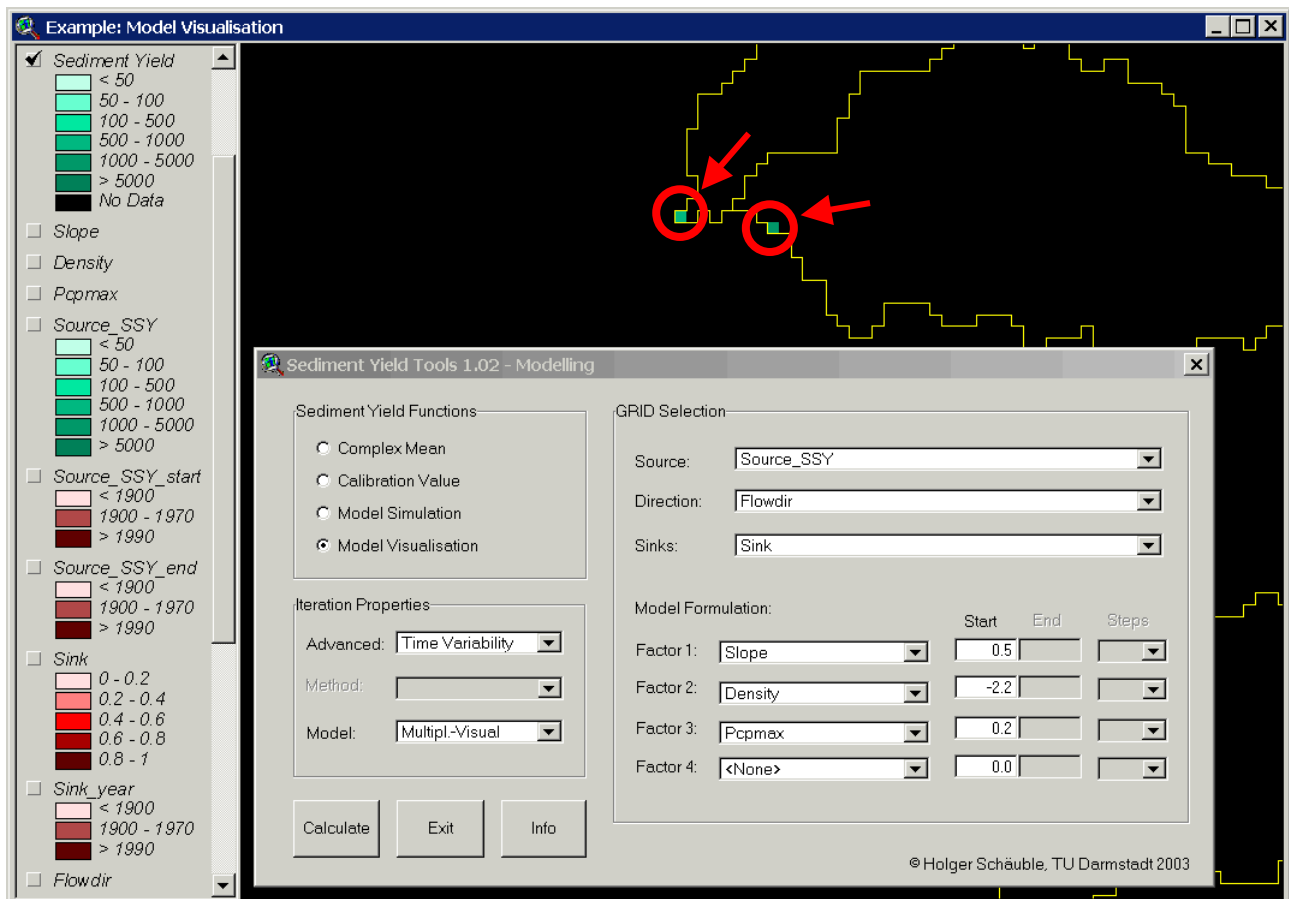 Example: Model Visualisation
Sediment Yield
< 50
50 - 100
100 - 500
500 - 1000
1000 - 5000
> 5000
No Data
Slope
Density
Pcpmax
Source_SSY
< 50
50 - 100
100 - 500
500 - 1000
1000 - 5000
> 5000
Source_SSY_start
< 1900
1900 - 1970
> 1990
Source_SSY_end
< 1900
1900 - 1970
> 1990
Sink
0 - 0.2
0.2 - 0.4
0.4 - 0.6
0.6 - 0.8
0.8 - 1
Sink_year
< 1900
1900 - 1970
> 1990
Flowdir
Sediment Yield Tools 1.02 - Modelling
Sediment Yield Functions
Complex Mean
Calibration Value
Model Simulation
Model Visualisation
Iteration Properties
Advanced: Time Variability
Method:
Model: Multipl.-Visual
Calculate Exit Info
GRID Selection
Source: Source_SSY
Direction: Flowdir
Sinks: Sink
Model Formulation:
Start End Steps
Factor 1: Slope 0.5
Factor 2: Density -2.2
Factor 3: Pcpmax 0.2
Factor 4: <None> 0.0
© Holger Schäuble, TU Darmstadt 2003